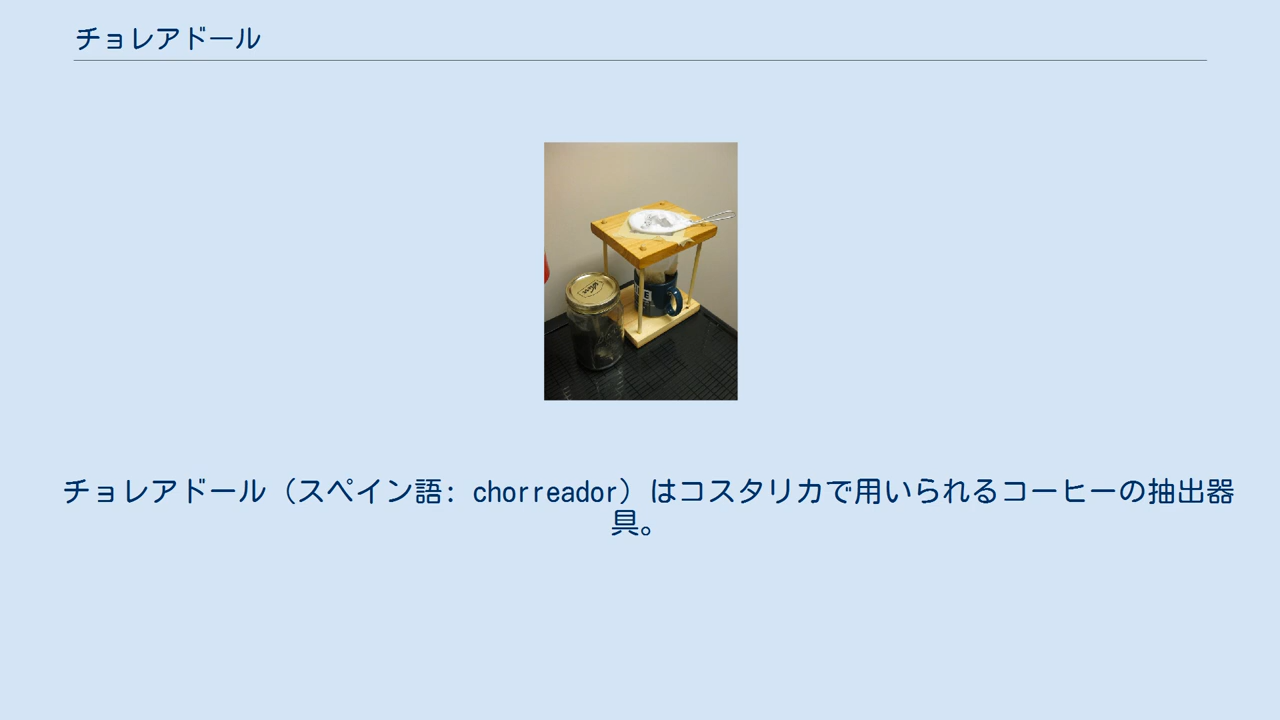 チョレアドール
チョレアドール（スペイン語: chorreador）はコスタリカで用いられるコーヒーの抽出器
具。